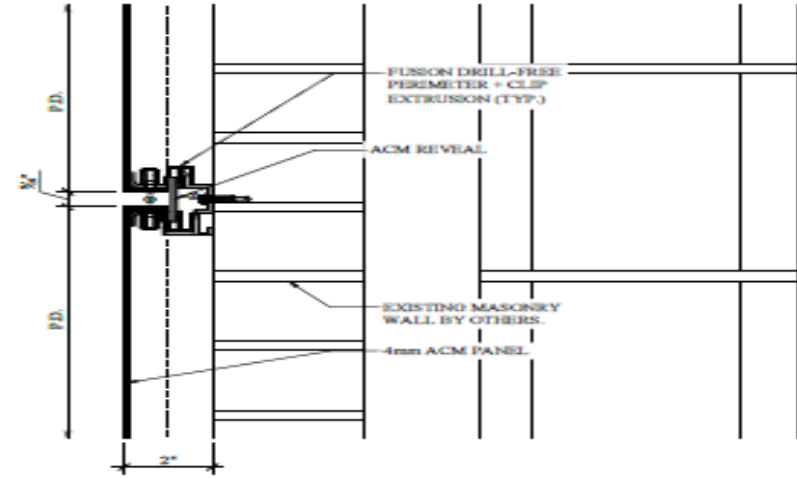 FUSION DRILL-FREE
PERIMETER + CLIP
EXTRUSION (TYP.)
P.D.
ACM REVEAL
EXISTING MASONRY
WALL BY OTHERS.
P.D.
4mm ACM PANEL
2"